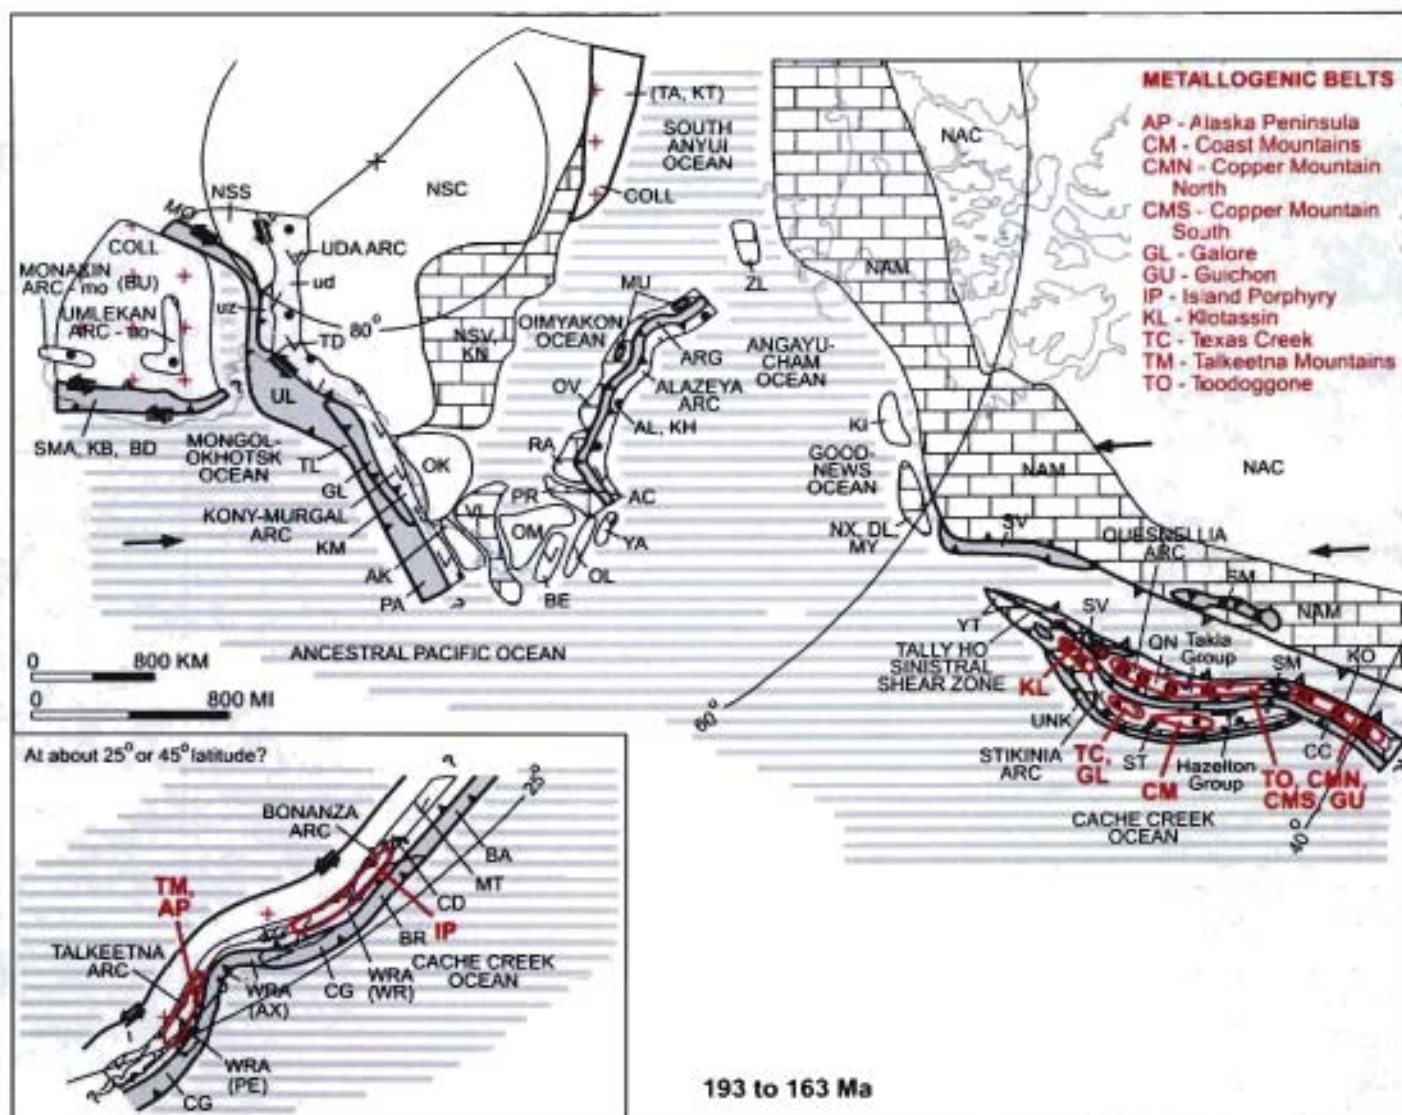 (TA, KT)
SOUTH
ANYUI
OCEAN
COLL
NAC
METALLOGENIC BELTS
AP - Alaska Peninsula
CM - Coast Mountains
CMN - Copper Mountain
North
CMS - Copper Mountain
South
GL - Galore
GU - Guichon
IP - Island Porphyry
KL - Klotassin
TC - Texas Creek
TM - Talkeetna Mountains
TO - Toodoggone
NSS
NSC
MO
COLL
UDA ARC
MONAKIN
ARC - mo
(BU)
ud
UMLEKAN
ARC - uo
uz
80°
TD
NSV,
KN
MU
OIMYAKON
OCEAN
ARG
ZL
NAM
ANGAYU-
CHAM
OCEAN
ALAZEYA
ARC
OV
AL, KH
UL
SMA, KB, BD
MONGOL-
OKHOTSK
OCEAN
TL
GL
OK
RA
PR
AC
KI
GOOD-
NEWS
OCEAN
NAM
NAC
KONY-MURGAL
ARC
KM
VL
OM
YA
NX, DL,
MY
SV
QUESNELLIA
ARC
AK
PA
BE
OL
SM
NAM
YT
SV
TALLY HO
SINISTRAL
SHEAR ZONE
QN
Takla
Group
SM
KO
ANCESTRAL PACIFIC OCEAN
0 800 KM
0 800 MI
60°
KL
UNK
STIKINIA
ARC
TC,
GL
ST
CM
Hazelton
Group
TO, CMN,
CMS, GU
CC
CACHE CREEK
OCEAN
40°
At about 25° or 45° latitude?
BONANZA
ARC
25°
BA
MT
CD
TM,
AP
IP
BR
TALKEETNA
ARC
WRA
(AX)
CG
WRA
(WR)
CACHE CREEK
OCEAN
WRA
(PE)
CG
193 to 163 Ma